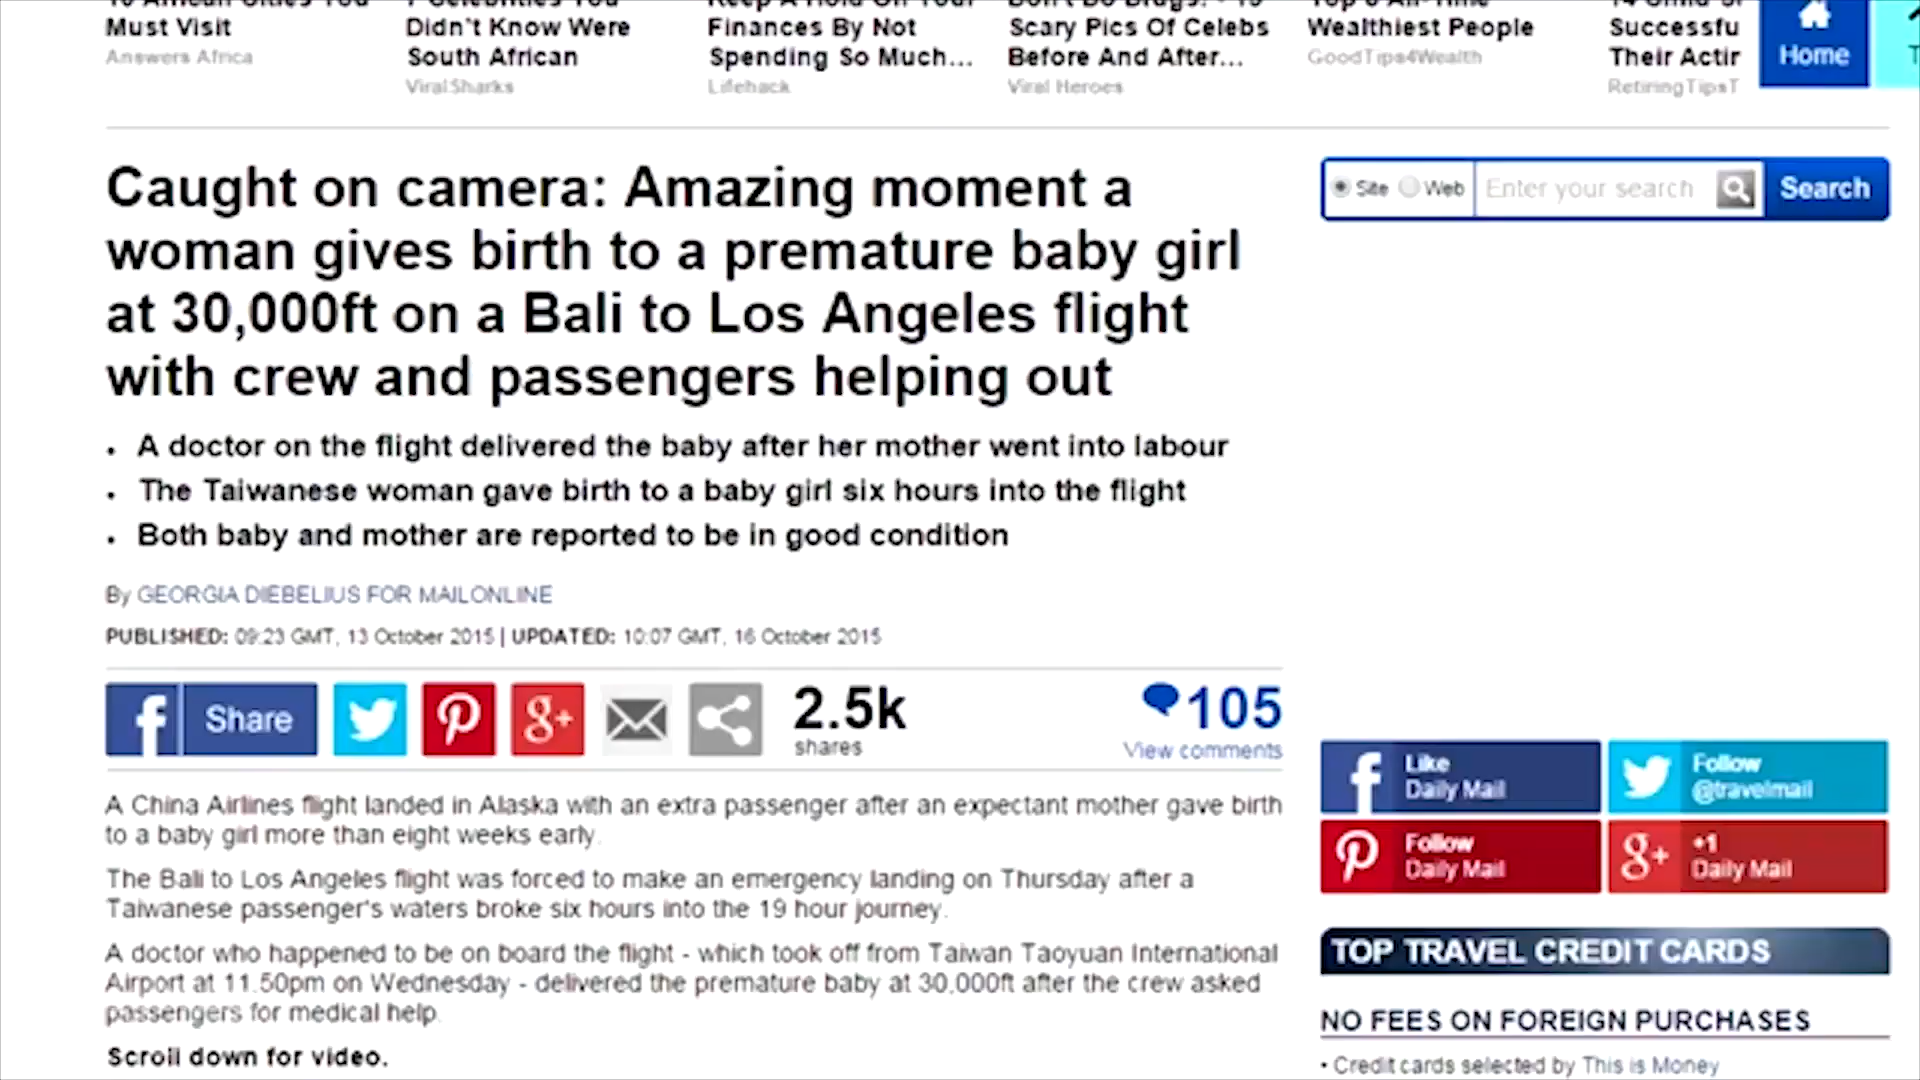 Must Visit
Answers Africa
Didn't Know Were
South African
ViralSharks
Finances By Not
Spending So Much...
Lifehack
Scary Pics Of Celebs
Before And After...
Viral Heroes
Wealthiest People
GoodTips4Wealth
Successfu
Their Actir
RetiringTipsT
Home
Caught on camera: Amazing moment a
woman gives birth to a premature baby girl
at 30,000ft on a Bali to Los Angeles flight
with crew and passengers helping out
• A doctor on the flight delivered the baby after her mother went into labour
• The Taiwanese woman gave birth to a baby girl six hours into the flight
• Both baby and mother are reported to be in good condition
By GEORGIA DIEBELIUS FOR MAILONLINE
PUBLISHED: 09:23 GMT, 13 October 2015 | UPDATED: 10:07 GMT, 16 October 2015
Share
2.5k
shares
105
View comments
A China Airlines flight landed in Alaska with an extra passenger after an expectant mother gave birth
to a baby girl more than eight weeks early.
The Bali to Los Angeles flight was forced to make an emergency landing on Thursday after a
Taiwanese passenger's waters broke six hours into the 19 hour journey.
A doctor who happened to be on board the flight - which took off from Taiwan Taoyuan International
Airport at 11.50pm on Wednesday - delivered the premature baby at 30,000ft after the crew asked
passengers for medical help.
Scroll down for video.
Site Web Enter your search Search
Like
Daily Mail
Follow
@travelmail
Follow
Daily Mail
+1
Daily Mail
TOP TRAVEL CREDIT CARDS
NO FEES ON FOREIGN PURCHASES
• Credit cards selected by This is Money